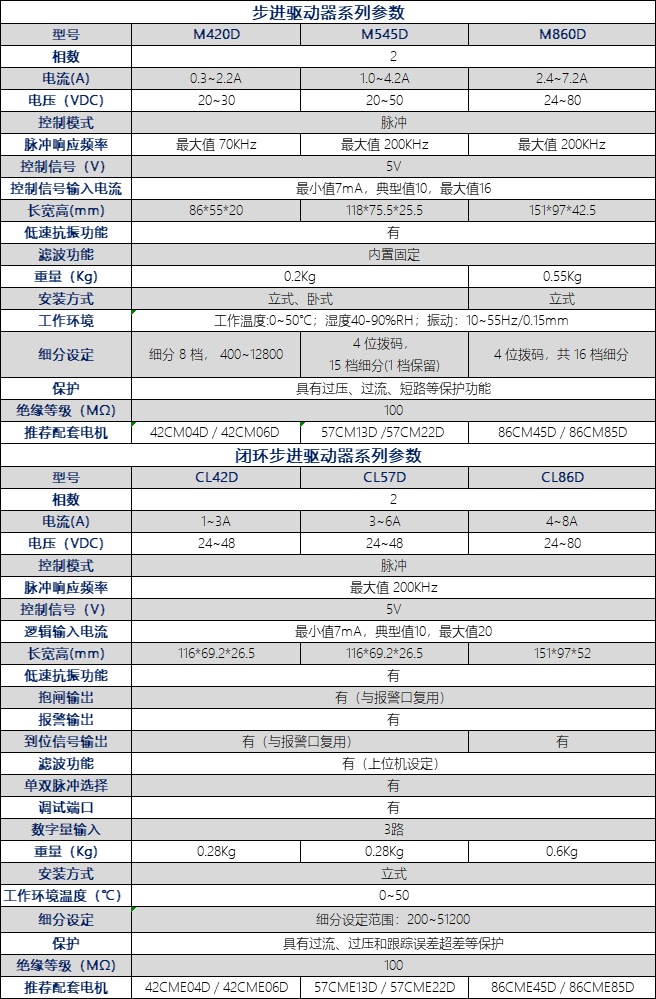 步进驱动器系列参数
型号 M420D M545D M860D
相数 2
电流(A) 0.3~2.2A 1.0~4.2A 2.4~7.2A
电压（VDC） 20~30 20~50 24~80
控制模式 脉冲
脉冲响应频率 最大值 70KHz 最大值 200KHz 最大值 200KHz
控制信号（V） 5V
控制信号输入电流 最小值7mA，典型值10，最大值16
长宽高(mm) 86*55*20 118*75.5*25.5 151*97*42.5
低速抗振功能 有
滤波功能 内置固定
重量（Kg） 0.2Kg 0.55Kg
安装方式 立式、卧式 立式
工作环境 工作温度:0~50℃；湿度40-90%RH；振动：10~55Hz/0.15mm
细分设定 细分 8 档， 400~12800 4 位拨码，
15 档细分(1 档保留) 4 位拨码，共 16 档细分
保护 具有过压、过流、短路等保护功能
绝缘等级（MΩ） 100
推荐配套电机 42CM04D / 42CM06D 57CM13D /57CM22D 86CM45D / 86CM85D
闭环步进驱动器系列参数
型号 CL42D CL57D CL86D
相数 2
电流(A) 1~3A 3~6A 4~8A
电压（VDC） 24~48 24~48 24~80
控制模式 脉冲
脉冲响应频率 最大值 200KHz
控制信号（V） 5V
逻辑输入电流 最小值7mA，典型值10，最大值20
长宽高(mm) 116*69.2*26.5 116*69.2*26.5 151*97*52
低速抗振功能 有
抱闸输出 有（与报警口复用）
报警输出 有
到位信号输出 有（与报警口复用） 有
滤波功能 有（上位机设定）
单双脉冲选择 有
调试端口 有
数字量输入 3路
重量（Kg) 0.28Kg 0.28Kg 0.6Kg
安装方式 立式
工作环境温度（℃） 0~50
细分设定 细分设定范围：200~51200
保护 具有过流、过压和跟踪误差超差等保护
绝缘等级（MΩ） 100
推荐配套电机 42CME04D / 42CME06D 57CME13D / 57CME22D 86CME45D / 86CME85D